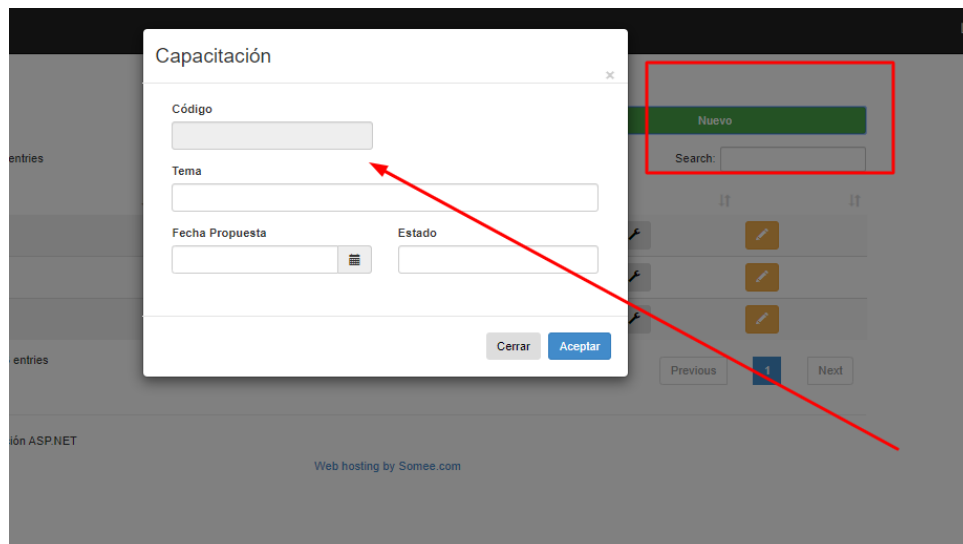 Capacitación
×
Código
Nuevo
entries
Search:
Tema
Fecha Propuesta Estado
Cerrar Aceptar
entries
Previous 1 Next
ión ASP.NET
Web hosting by Somee.com